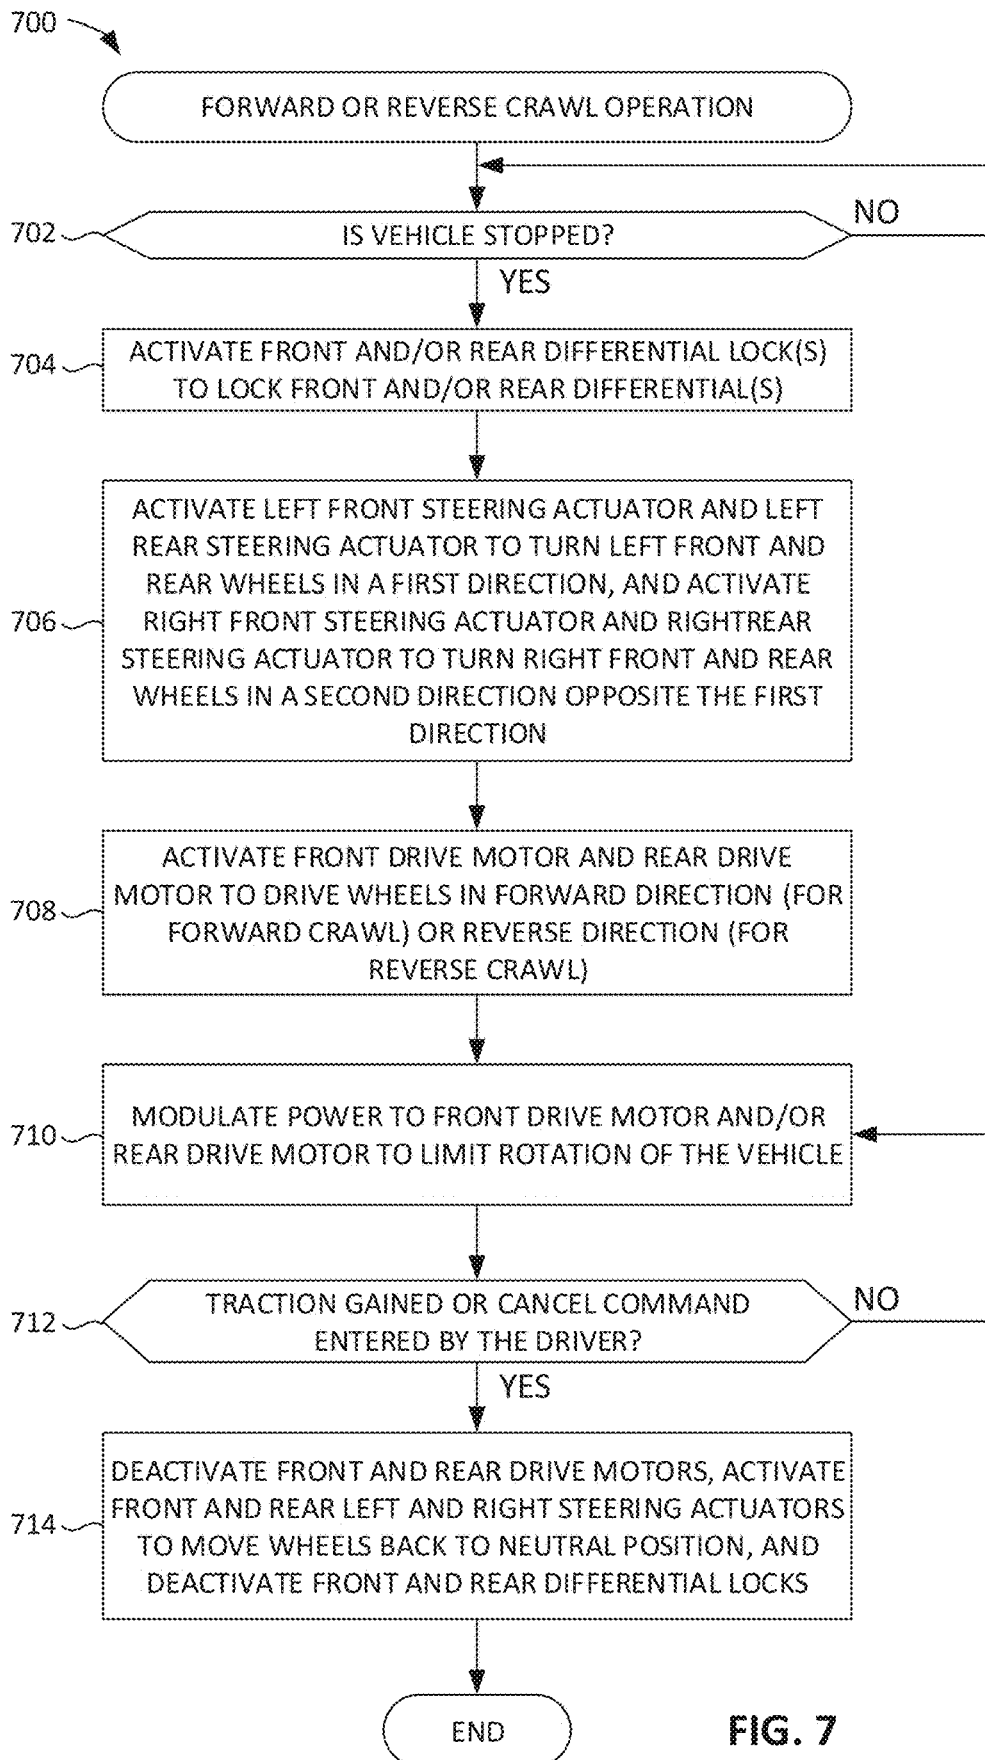 700
FORWARD OR REVERSE CRAWL OPERATION
702
IS VEHICLE STOPPED?
NO
YES
704
ACTIVATE FRONT AND/OR REAR DIFFERENTIAL LOCK(S)
TO LOCK FRONT AND/OR REAR DIFFERENTIAL(S)
706
ACTIVATE LEFT FRONT STEERING ACTUATOR AND LEFT
REAR STEERING ACTUATOR TO TURN LEFT FRONT AND
REAR WHEELS IN A FIRST DIRECTION, AND ACTIVATE
RIGHT FRONT STEERING ACTUATOR AND RIGHTREAR
STEERING ACTUATOR TO TURN RIGHT FRONT AND REAR
WHEELS IN A SECOND DIRECTION OPPOSITE THE FIRST
DIRECTION
708
ACTIVATE FRONT DRIVE MOTOR AND REAR DRIVE
MOTOR TO DRIVE WHEELS IN FORWARD DIRECTION (FOR
FORWARD CRAWL) OR REVERSE DIRECTION (FOR
REVERSE CRAWL)
710
MODULATE POWER TO FRONT DRIVE MOTOR AND/OR
REAR DRIVE MOTOR TO LIMIT ROTATION OF THE VEHICLE
712
TRACTION GAINED OR CANCEL COMMAND
ENTERED BY THE DRIVER?
NO
YES
714
DEACTIVATE FRONT AND REAR DRIVE MOTORS, ACTIVATE
FRONT AND REAR LEFT AND RIGHT STEERING ACTUATORS
TO MOVE WHEELS BACK TO NEUTRAL POSITION, AND
DEACTIVATE FRONT AND REAR DIFFERENTIAL LOCKS
END
FIG. 7